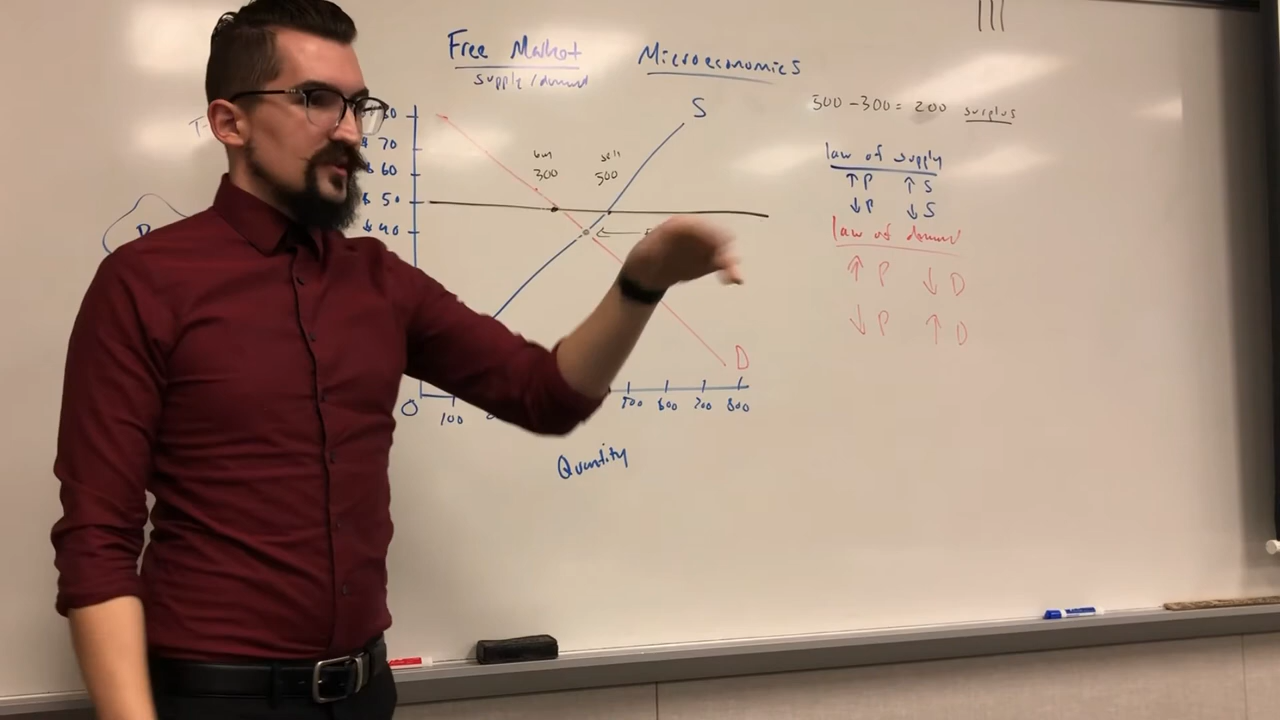 Free Market
supply/demand
Microeconomics
500 - 300 = 200 surplus
S
80
$ 70
$ 60
$ 50
$ 40
buy
300
sell
500
E
law of supply
↑P ↑S
↓P ↓S
law of demand
↑ P ↓ D
↓ P ↑ D
D
0
100
500
600
700
800
Quantity